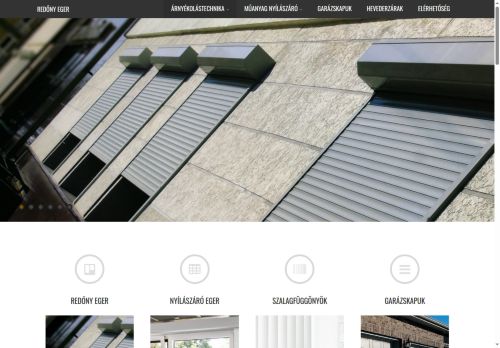 REDŐNY EGER
ÁRNYÉKOLÁSTECHNIKA
MŰANYAG NYÍLÁSZÁRÓ
GARÁZSKAPUK
HEVEDERZÁRAK
ELÉRHETŐSÉG
REDŐNY EGER
NYÍLÁSZÁRÓ EGER
SZALAGFÜGGÖNYÖK
GARÁZSKAPUK